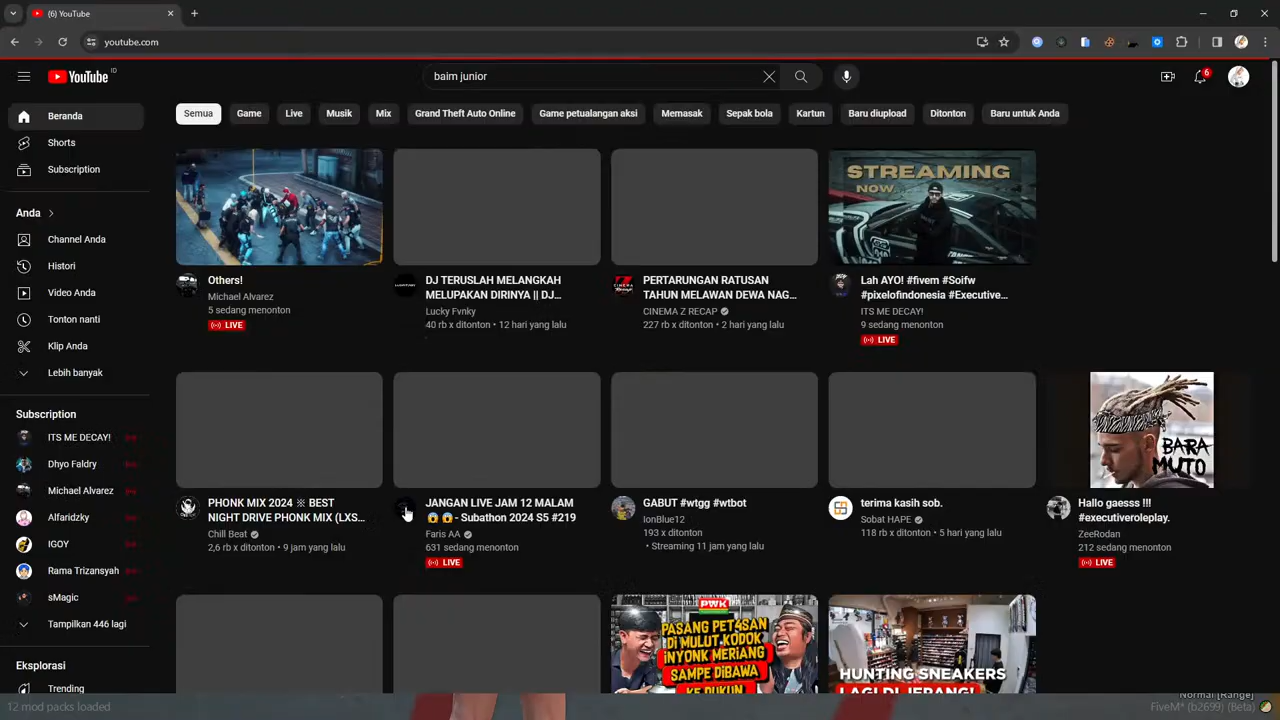 (6) YouTube
youtube.com
YouTube ID
baim junior
6
Semua
Game
Live
Musik
Mix
Grand Theft Auto Online
Game petualangan aksi
Memasak
Sepak bola
Kartun
Baru diupload
Ditonton
Baru untuk Anda
Beranda
Shorts
Subscription
Anda
Channel Anda
Histori
Video Anda
Tonton nanti
Klip Anda
Lebih banyak
Subscription
ITS ME DECAY!
Dhyo Faldry
Michael Alvarez
Alfaridzky
IGOY
Rama Trizansyah
sMagic
Tampilkan 446 lagi
Eksplorasi
Trending
Others!
Michael Alvarez
5 sedang menonton
LIVE
DJ TERUSLAH MELANGKAH
MELUPAKAN DIRINYA || DJ...
Lucky Fvnky
40 rb x ditonton • 12 hari yang lalu
PERTARUNGAN RATUSAN
TAHUN MELAWAN DEWA NAG...
CINEMA Z RECAP
227 rb x ditonton • 2 hari yang lalu
STREAMING
NOW...
Lah AYO! #fivem #Soifw
#pixelofindonesia #Executive...
ITS ME DECAY!
9 sedang menonton
LIVE
PHONK MIX 2024 ※ BEST
NIGHT DRIVE PHONK MIX (LXS...
Chill Beat
2,6 rb x ditonton • 9 jam yang lalu
JANGAN LIVE JAM 12 MALAM
😱 😱 - Subathon 2024 S5 #219
Faris AA
631 sedang menonton
LIVE
GABUT #wtgg #wtbot
IonBlue12
193 x ditonton
• Streaming 11 jam yang lalu
terima kasih sob.
Sobat HAPE
118 rb x ditonton • 5 hari yang lalu
BARA
MUTO
Hallo gaesss !!!
#executiveroleplay.
ZeeRodan
212 sedang menonton
LIVE
PWK
PASANG PETASAN
DI MULUT KODOK
INYONK MERIANG
SAMPE DIBAWA
KE DUKUN
HUNTING SNEAKERS
LAGI DI JEPANG!
12 mod packs loaded
Normal [Range]
FiveM* (b2699) (Beta)